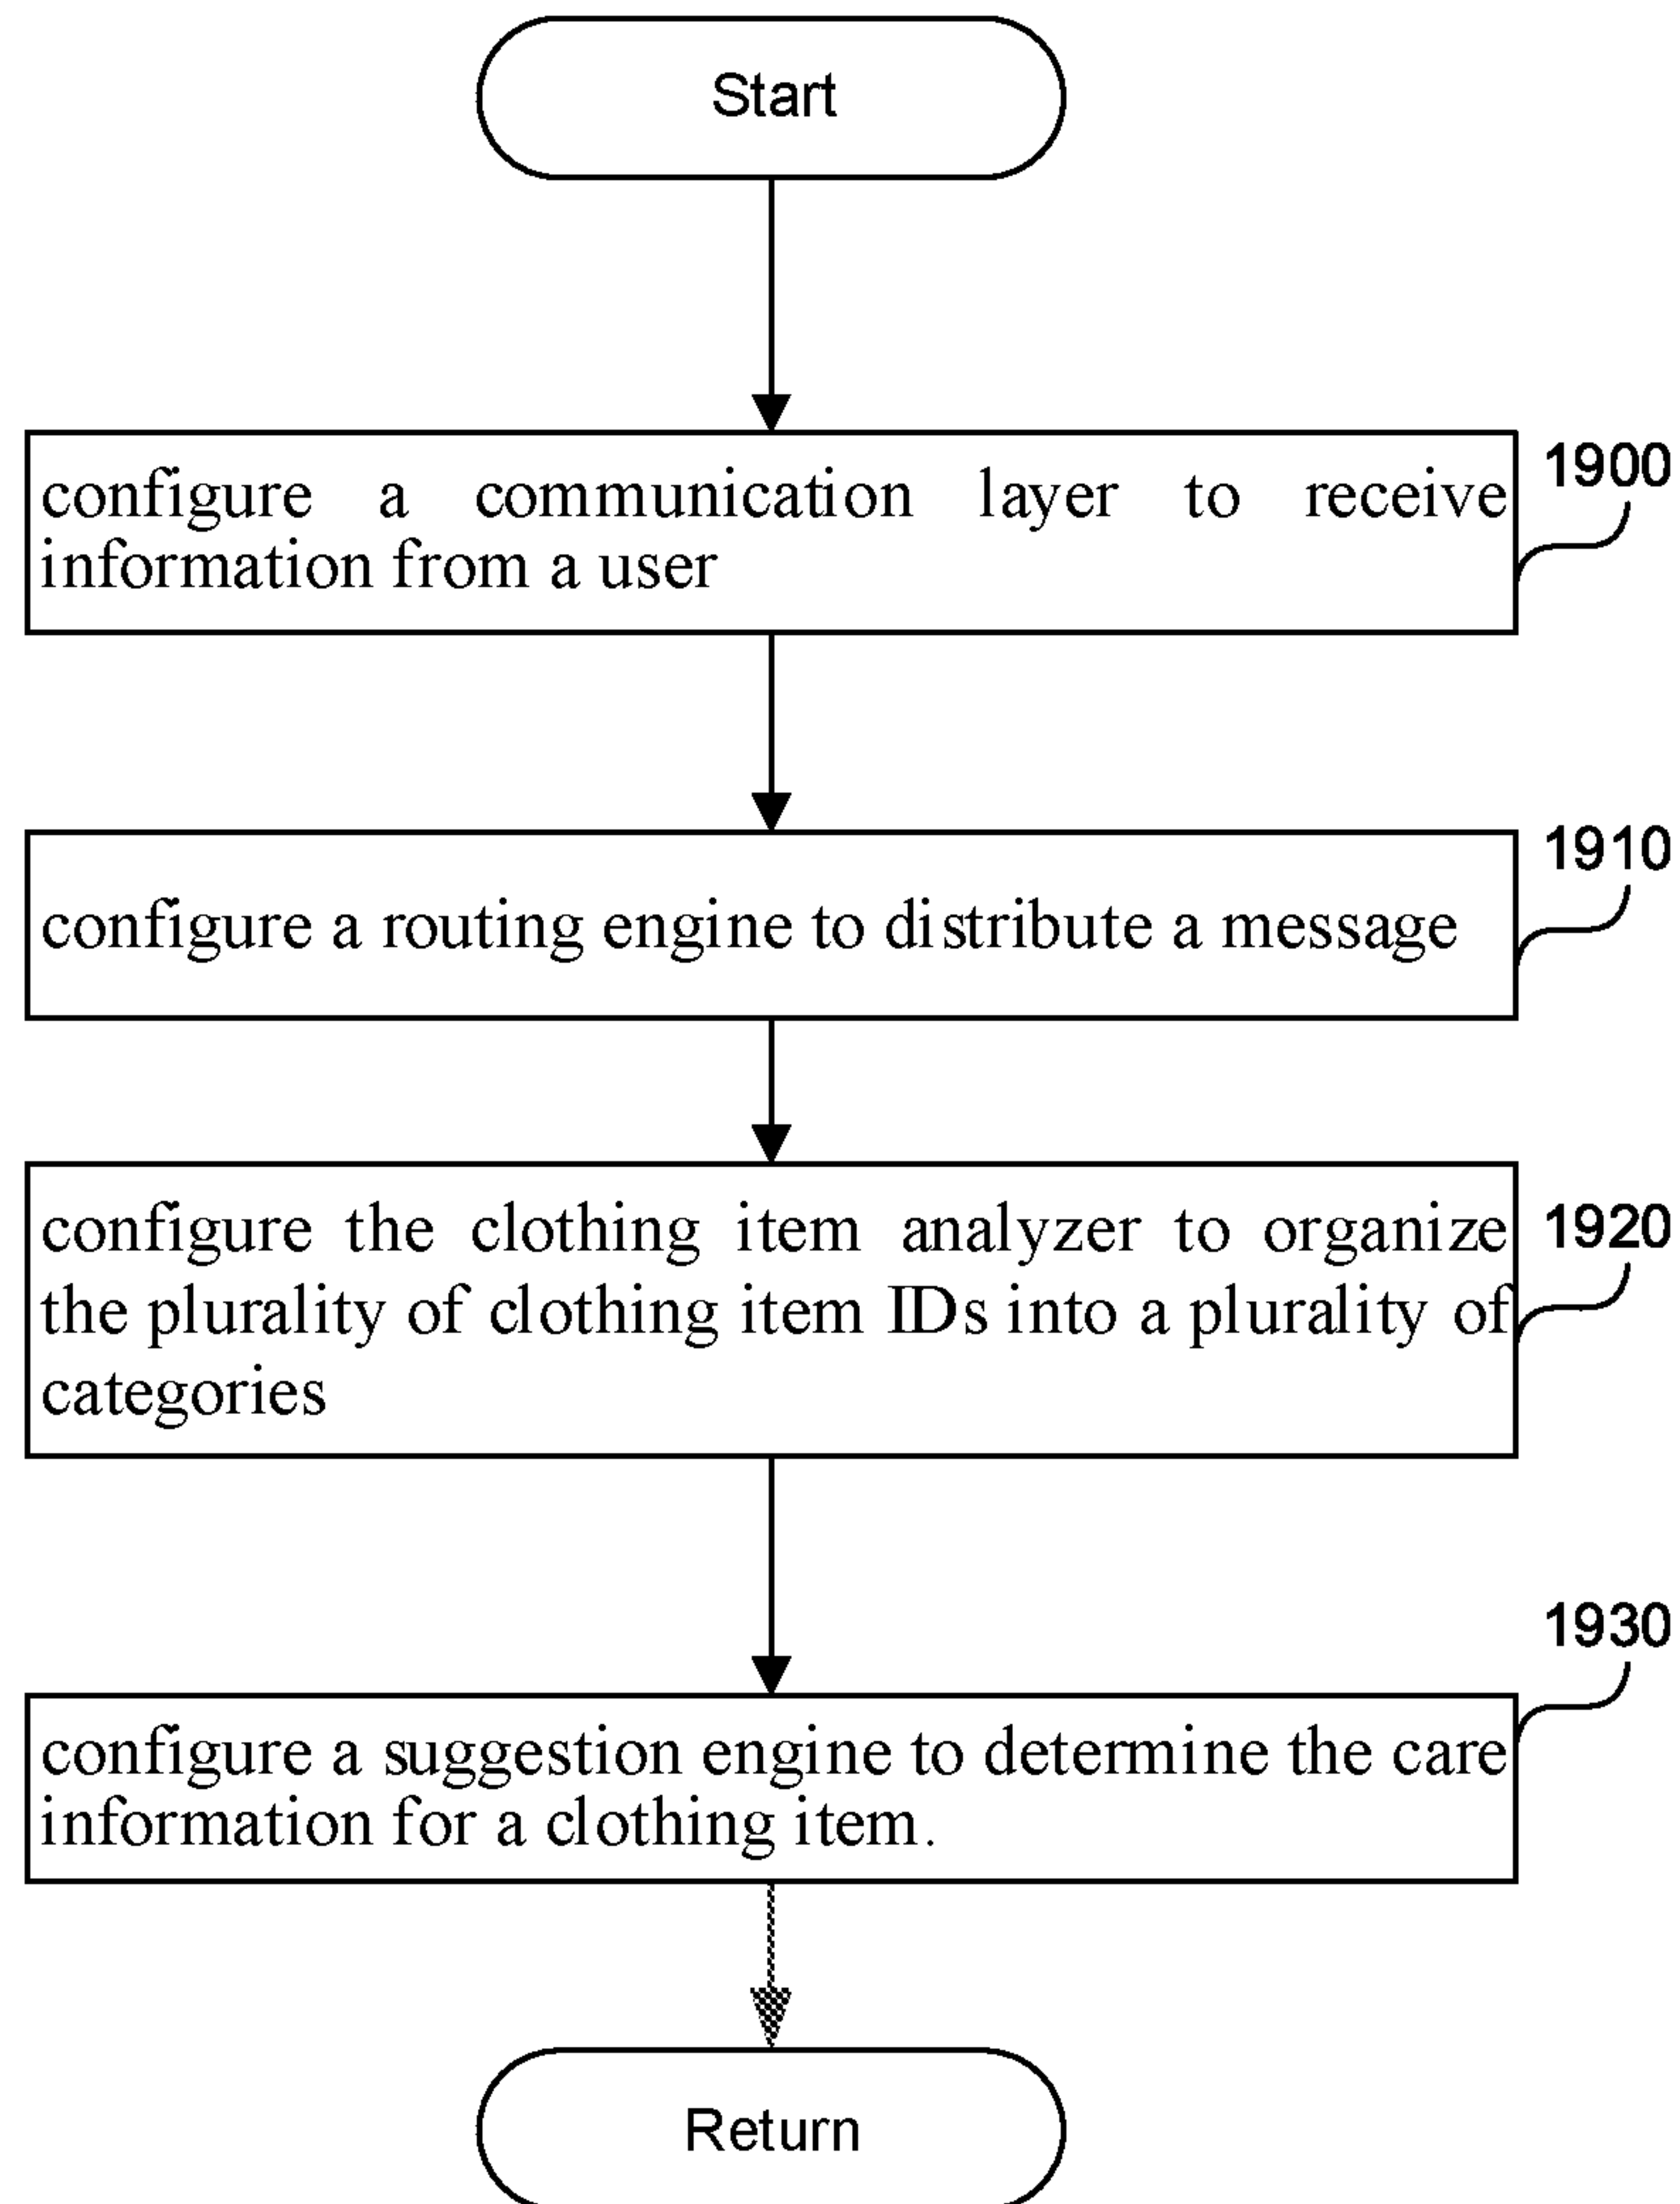 Start
1900
configure a communication layer to receive
information from a user
1910
configure a routing engine to distribute a message
1920
configure the clothing item analyzer to organize
the plurality of clothing item IDs into a plurality of
categories
1930
configure a suggestion engine to determine the care
information for a clothing item.
Return